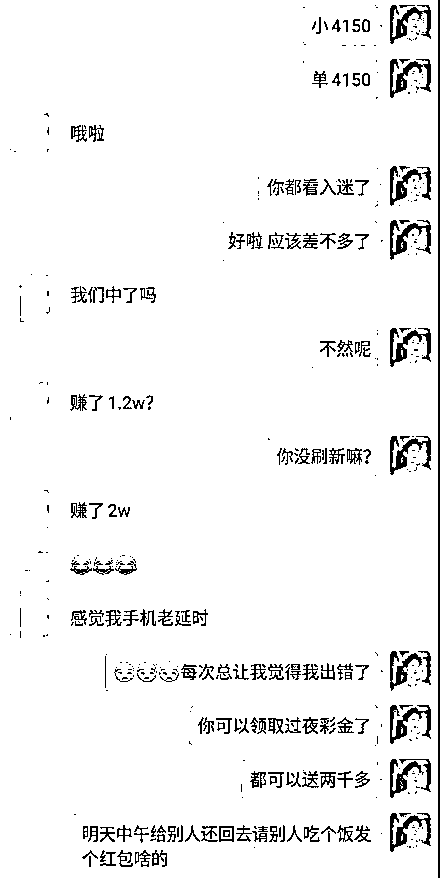 小4150
单4150
哦啦
你都看入迷了
好啦 应该差不多了
我们中了吗
不然呢
赚了1.2w?
你没刷新嘛?
赚了2w
😂😂😂
感觉我手机老延时
😒😒😒每次总让我觉得我出错了
你可以领取过夜彩金了
都可以送两千多
明天中午给别人还回去请别人吃个饭发
个红包啥的